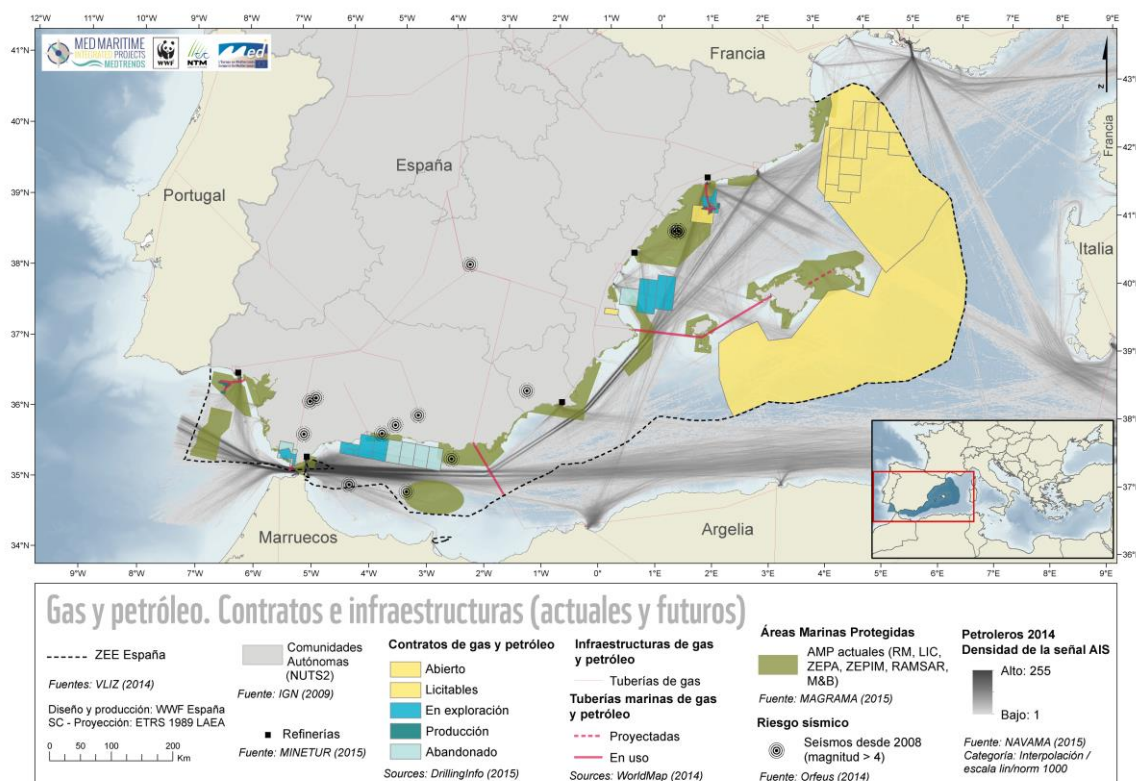 12°W 11°W 10°W 9°W 8°W 7°W 6°W 5°W 4°W 3°W 2°W 1°W 0° 1°E 2°E 3°E 4°E 5°E 6°E 7°E 8°E 9°E
41°N
40°N
39°N
38°N
37°N
36°N
35°N
34°N
43°N
42°N
41°N
40°N
39°N
38°N
37°N
36°N
MED MARITIME
INTEGRATED PROJECTS
MEDTRENDS
WWF
NTM
Med
Francia
Francia
España
Portugal
Italia
Marruecos
Argelia
9°W 8°W 7°W 6°W 5°W 4°W 3°W 2°W 1°W 0° 1°E 2°E 3°E 4°E 5°E 6°E 7°E 8°E 9°E
Gas y petróleo. Contratos e infraestructuras (actuales y futuros)
ZEE España
Fuentes: VLIZ (2014)
Diseño y producción: WWF España
SC - Proyección: ETRS 1989 LAEA
0 50 100 200
Km
Comunidades
Autónomas
(NUTS2)
Fuente: IGN (2009)
Refinerías
Fuente: MINETUR (2015)
Contratos de gas y petróleo
Abierto
Licitables
En exploración
Producción
Abandonado
Sources: DrillingInfo (2015)
Infraestructuras de gas
y petróleo
Tuberías de gas
Tuberías marinas de gas
y petróleo
Proyectadas
En uso
Sources: WorldMap (2014)
Áreas Marinas Protegidas
AMP actuales (RM, LIC,
ZEPA, ZEPIM, RAMSAR,
M&B)
Fuente: MAGRAMA (2015)
Riesgo sísmico
Seismos desde 2008
(magnitud > 4)
Fuente: Orfeus (2014)
Petroleros 2014
Densidad de la señal AIS
Alto: 255
Bajo: 1
Fuente: NAVAMA (2015)
Categoría: Interpolación /
escala lin/norm 1000